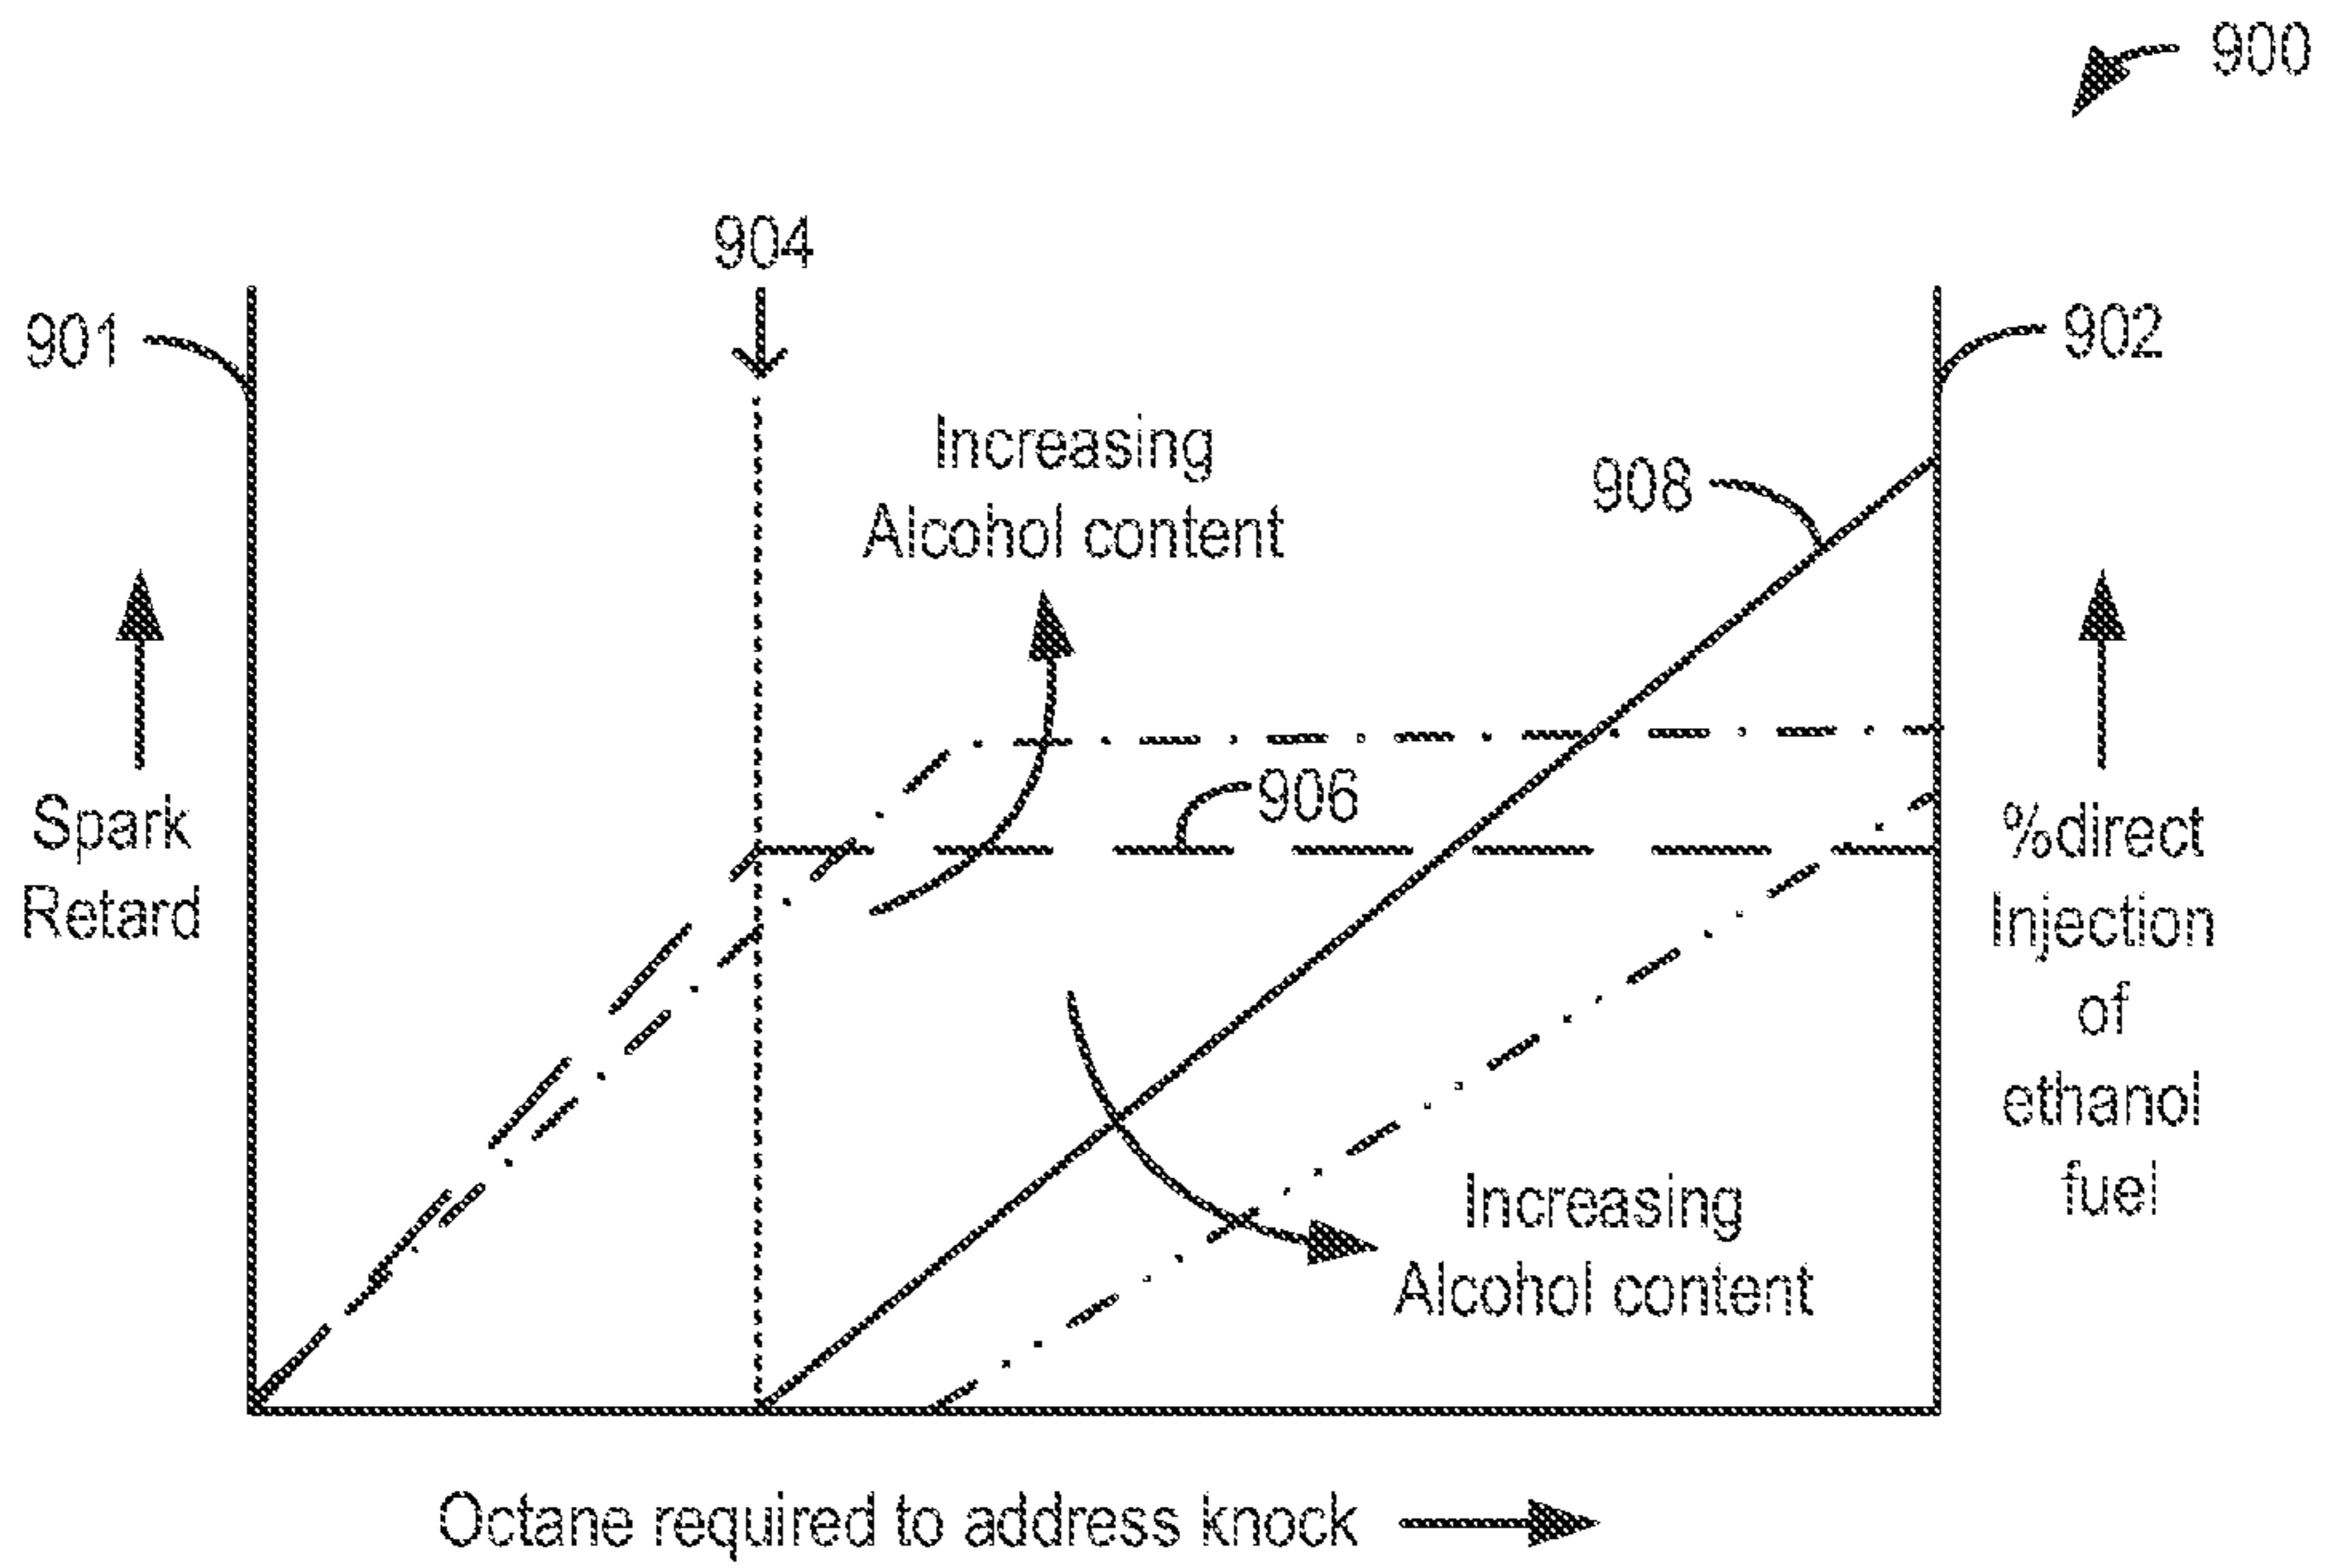 900
904
901
902
Increasing
Alcohol content
908
906
Spark
Retard
%direct
Injection
of
ethanol
fuel
Increasing
Alcohol content
Octane required to address knock